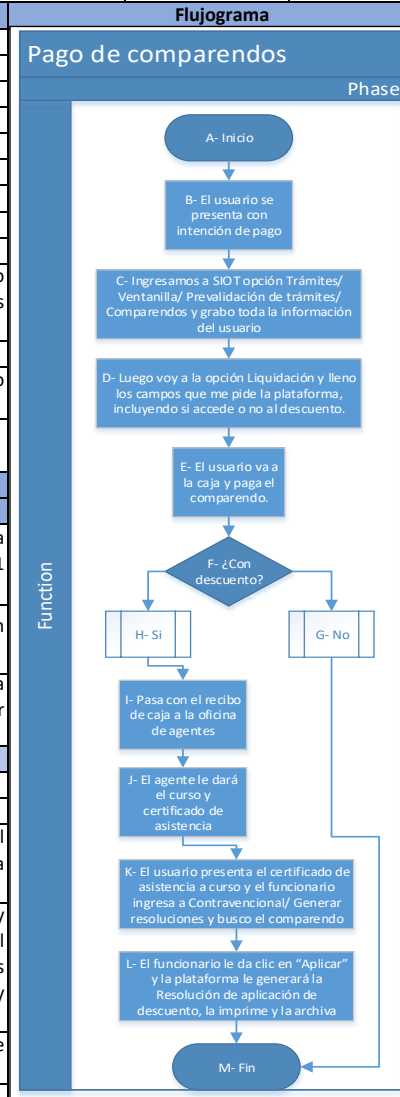 Flujograma
Pago de comparendos
Phase
Function
A- Inicio
B- El usuario se
presenta con
intención de pago
C- Ingresamos a SIOT opción Trámites/
Ventanilla/ Prevalidación de trámites/
Comparendos y grabo toda la información
del usuario
D- Luego voy a la opción Liquidación y lleno
los campos que me pide la plataforma,
incluyendo si accede o no al descuento.
E- El usuario va a
la caja y paga el
comparendo.
F- ¿Con
descuento?
H- Si
G- No
I- Pasa con el recibo
de caja a la oficina
de agentes
J- El agente le dará
el curso y
certificado de
asistencia
K- El usuario presenta el certificado de
asistencia a curso y el funcionario
ingresa a Contravencional/ Generar
resoluciones y busco el comparendo
L- El funcionario le da clic en “Aplicar”
y la plataforma le generará la
Resolución de aplicación de
descuento, la imprime y la archiva
M- Fin